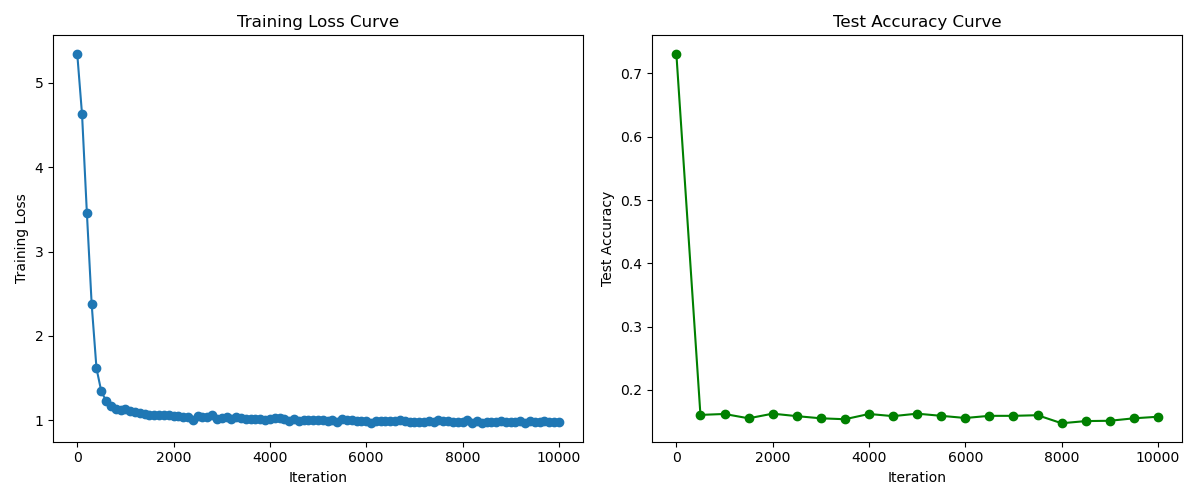 Training Loss Curve
Training Loss
5
4
3
2
1
0 2000 4000 6000 8000 10000
Iteration
Test Accuracy Curve
Test Accuracy
0.7
0.6
0.5
0.4
0.3
0.2
0 2000 4000 6000 8000 10000
Iteration